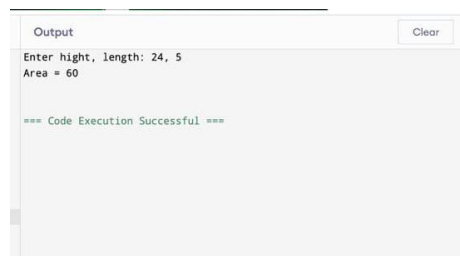 Output
Clear
Enter hight, length: 24, 5
Area = 60
=== Code Execution Successful ===